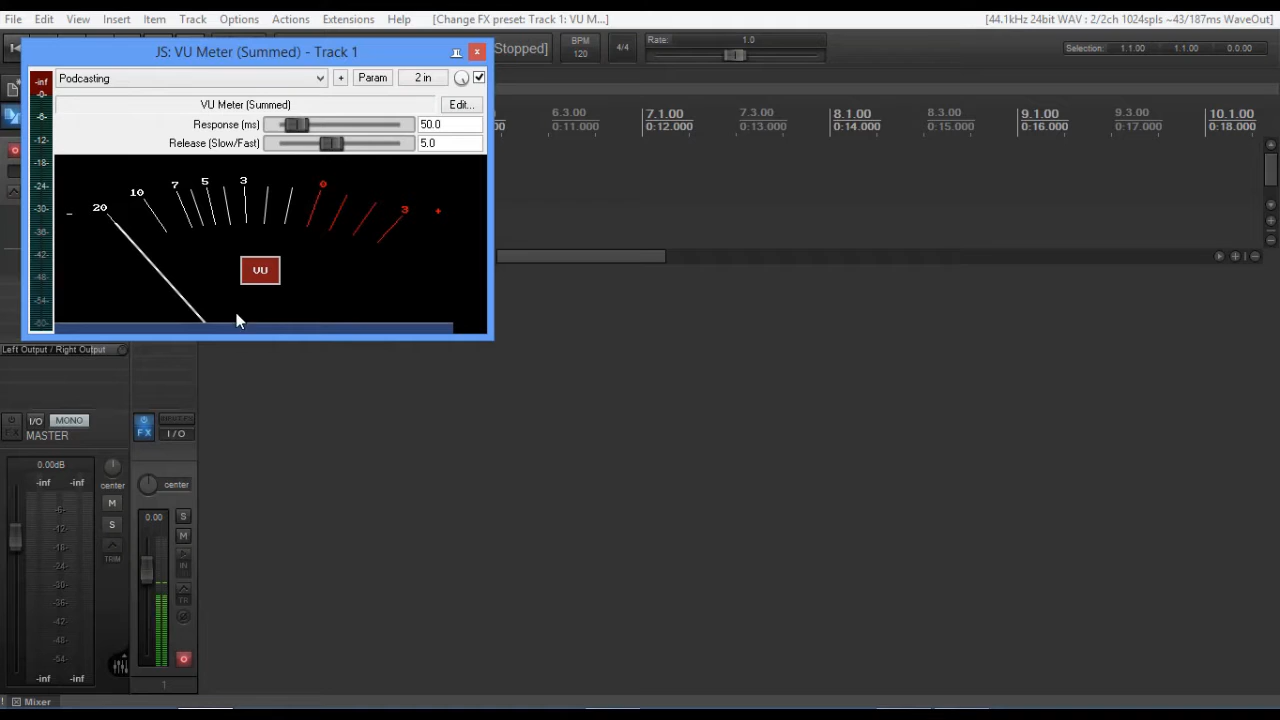 File Edit View Insert Item Track Options Actions Extensions Help [Change FX preset: Track 1: VU M...] [44.1kHz 24bit WAV : 2/2ch 1024spls ~43/187ms WaveOut]
JS: VU Meter (Summed) - Track 1
Stopped]
BPM
120
4/4
Rate:
1.0
Selection: 1.1.00 1.1.00 0.0.00
-inf
Podcasting + Param 2 in
VU Meter (Summed) Edit...
Response (ms) 50.0
Release (Slow/Fast) 5.0
6.3.00 7.1.00 7.3.00 8.1.00 8.3.00 9.1.00 9.3.00 10.1.00
0:11.000 0:12.000 0:13.000 0:14.000 0:15.000 0:16.000 0:17.000 0:18.000
-0-
-6-
-12-
-18-
-24-
-30-
-36-
-42-
-48-
-54-
-60-
- 20 10 7 5 3 0 3 +
VU
Left Output / Right Output
FX I/O MONO
MASTER
FX I/O
0.00dB
-inf -inf
center
M
S
TRIM
-6-
-12-
-18-
-24-
-30-
-36-
-42-
-48-
-54-
-inf -inf
center
0.00
S
M
IN
TR
1
! Mixer